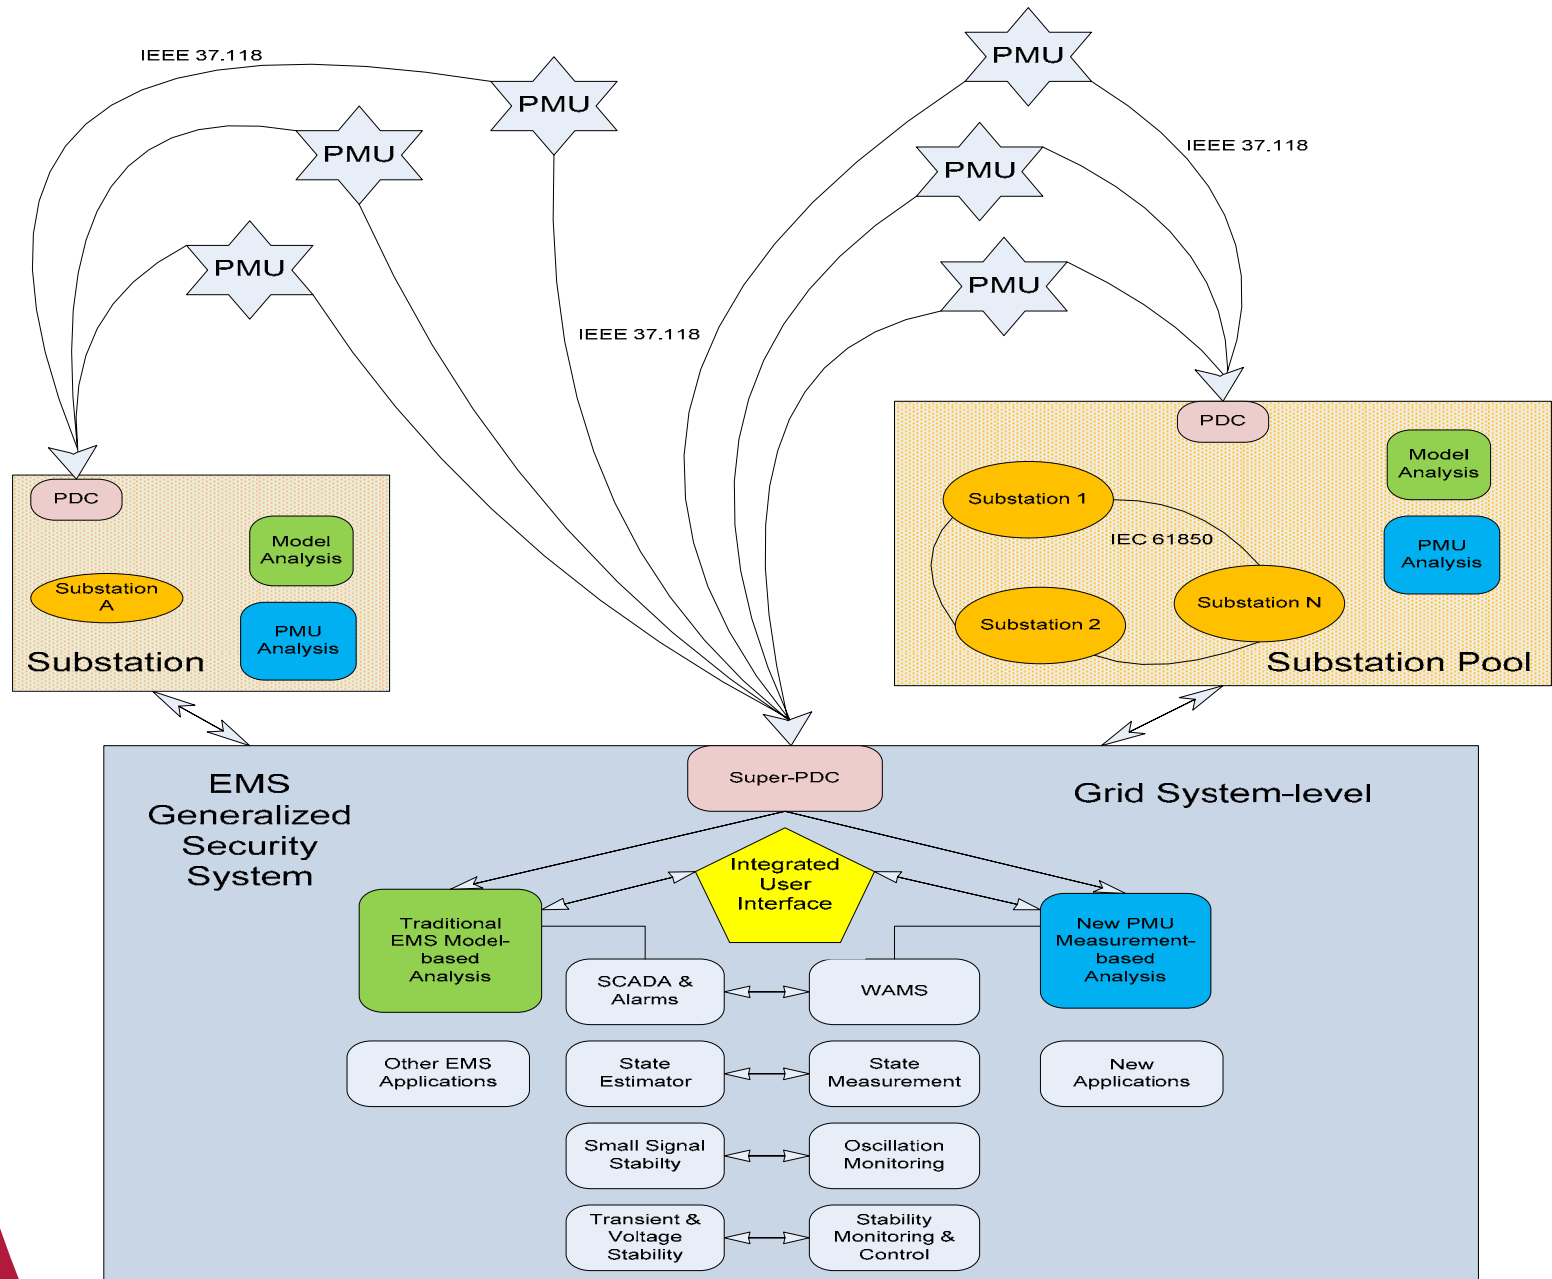 IEEE 37.118
PMU
PMU
PMU
IEEE 37.118
PMU
PMU
PMU
IEEE 37.118
PDC
Substation
A
Model
Analysis
PMU
Analysis
Substation
PDC
Substation 1
IEC 61850
Substation 2
Substation N
Model
Analysis
PMU
Analysis
Substation Pool
EMS
Generalized
Security
System
Super-PDC
Grid System-level
Integrated
User
Interface
Traditional
EMS Model-
based
Analysis
New PMU
Measurement-
based
Analysis
SCADA &
Alarms
WAMS
Other EMS
Applications
State
Estimator
State
Measurement
New
Applications
Small Signal
Stabilty
Oscillation
Monitoring
Transient &
Voltage
Stability
Stability
Monitoring &
Control